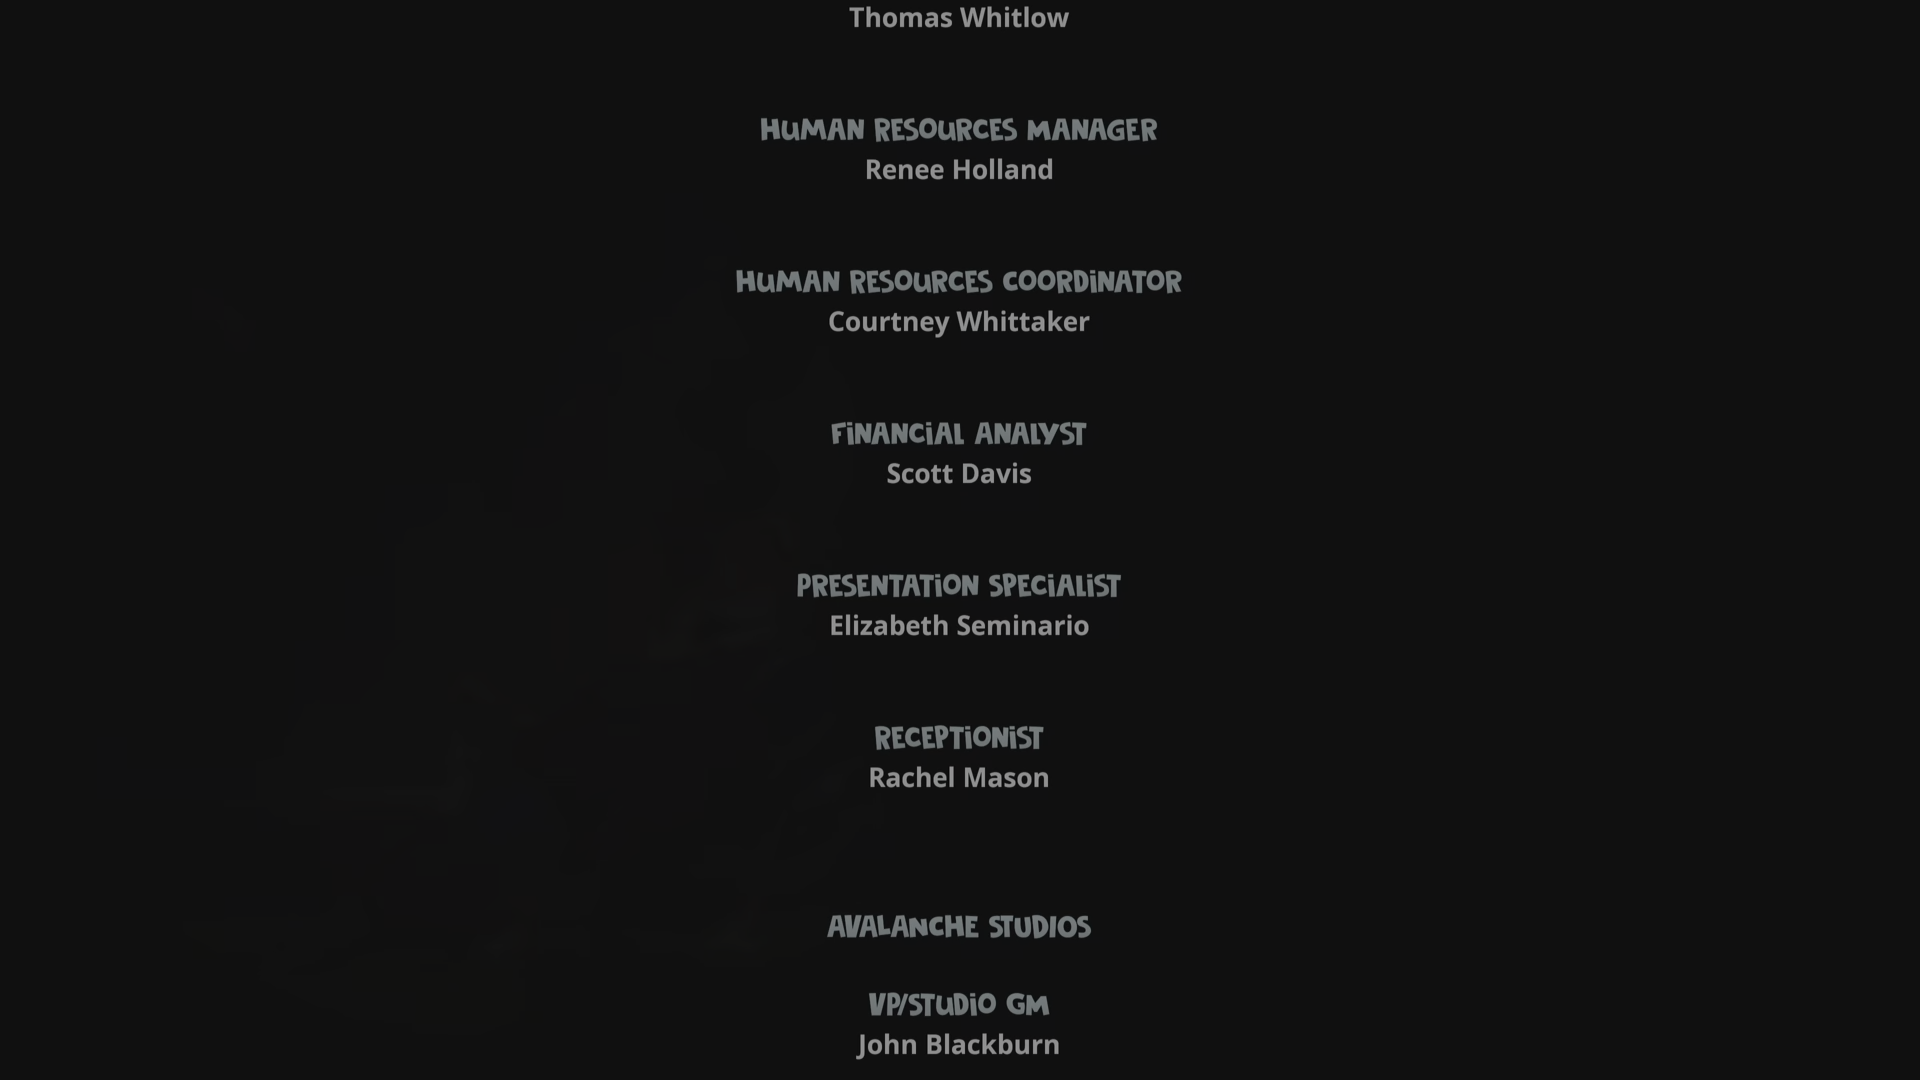 Thomas Whitlow
HUMAN RESOURCES MANAGER
Renee Holland
HUMAN RESOURCES COORDINATOR
Courtney Whittaker
FINANCIAL ANALYST
Scott Davis
PRESENTATION SPECIALIST
Elizabeth Seminario
RECEPTIONIST
Rachel Mason
AVALANCHE STUDIOS
VP/STUDIO GM
John Blackburn